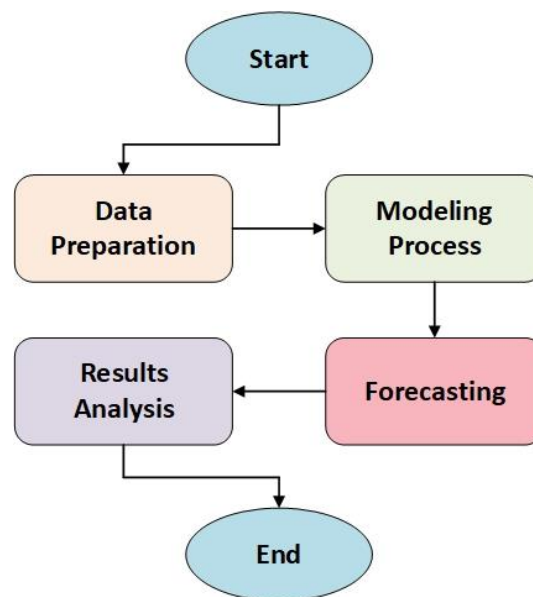 Start
Data
Preparation
Modeling
Process
Forecasting
Results
Analysis
End